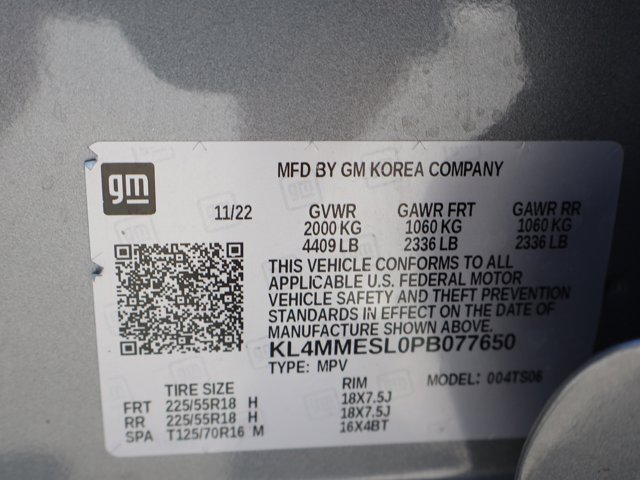 gm
MFD BY GM KOREA COMPANY
11/22 GVWR GAWR FRT GAWR RR
2000 KG 1060 KG 1060 KG
4409 LB 2336 LB 2336 LB
THIS VEHICLE CONFORMS TO ALL
APPLICABLE U.S. FEDERAL MOTOR
VEHICLE SAFETY AND THEFT PREVENTION
STANDARDS IN EFFECT ON THE DATE OF
MANUFACTURE SHOWN ABOVE.
KL4MMESL0PB077650
TYPE: MPV MODEL: 004TS06
TIRE SIZE RIM
FRT 225/55R18 H 18X7.5J
RR 225/55R18 H 18X7.5J
SPA T125/70R16 M 16X4BT